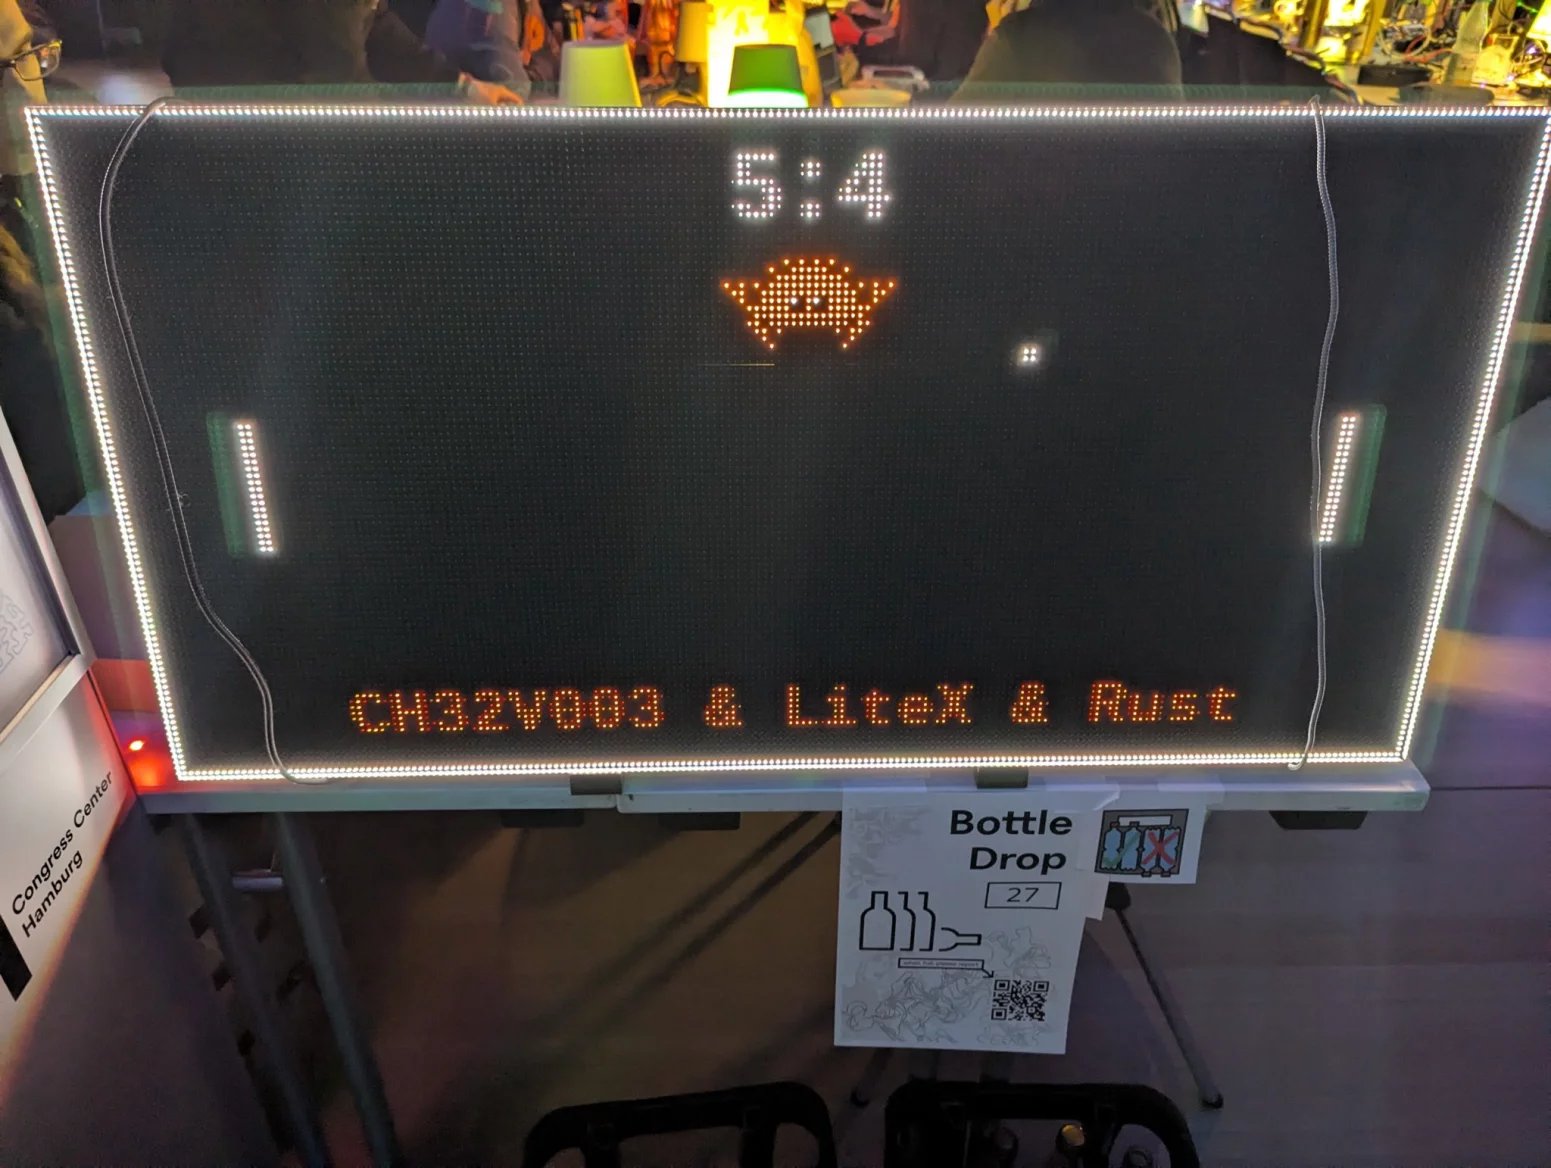 5:4
CH32V003 & LiteX & Rust
Congress Center
Hamburg
Bottle
Drop
27